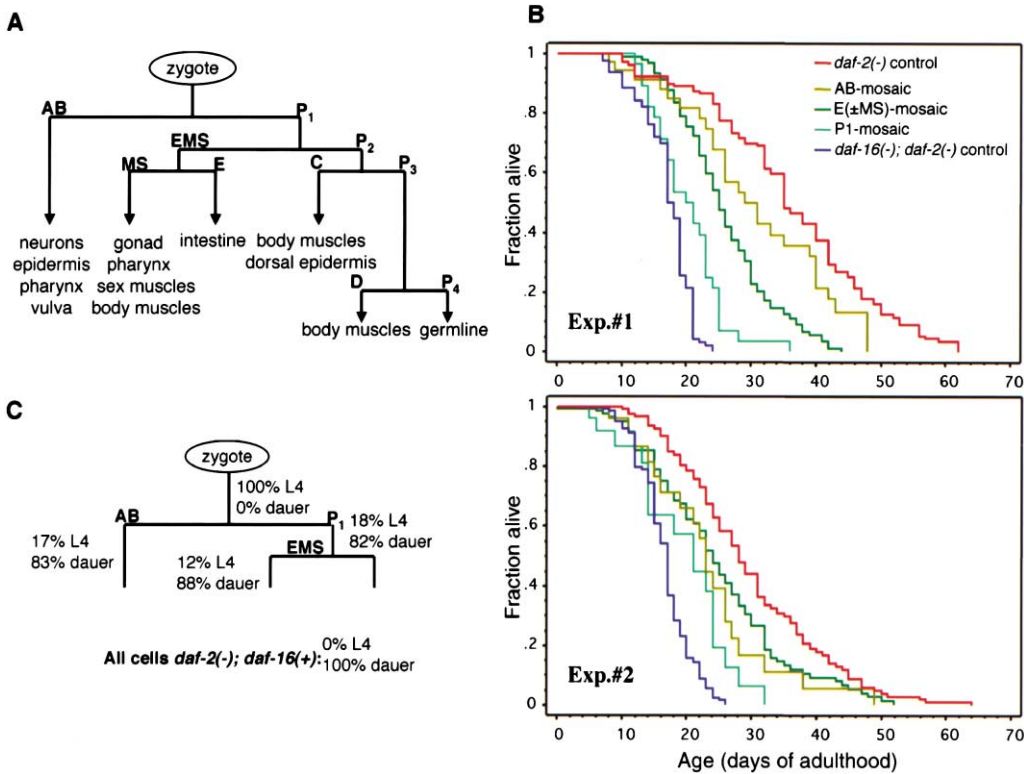 A
zygote
AB
P1
EMS
P2
MS
E
C
P3
neurons
epidermis
pharynx
vulva
gonad
pharynx
sex muscles
body muscles
intestine
body muscles
dorsal epidermis
D
P4
body muscles
germline
B
daf-2(-) control
AB-mosaic
E(±MS)-mosaic
P1-mosaic
daf-16(-); daf-2(-) control
Fraction alive
1
.8
.6
.4
.2
0
Exp.#1
0 10 20 30 40 50 60 70
Fraction alive
1
.8
.6
.4
.2
0
Exp.#2
0 10 20 30 40 50 60 70
Age (days of adulthood)
C
zygote
100% L4
0% dauer
AB
P1
17% L4
83% dauer
18% L4
82% dauer
EMS
12% L4
88% dauer
All cells daf-2(-); daf-16(+):
0% L4
100% dauer